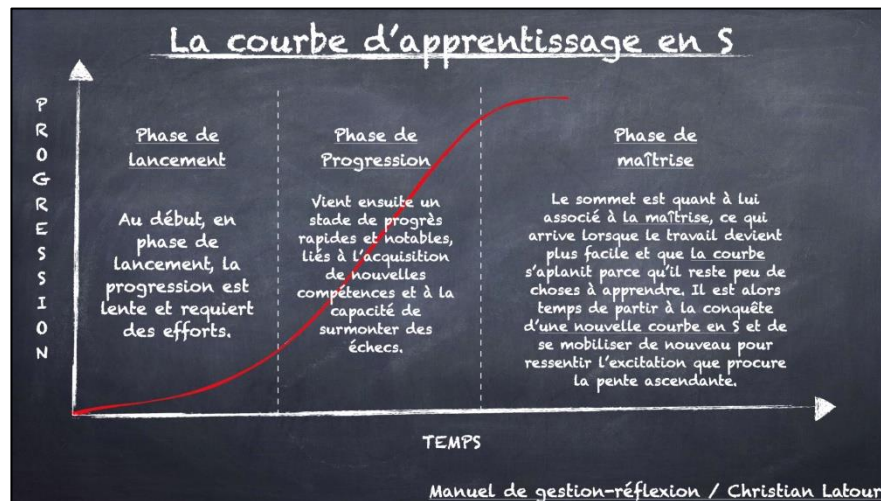 La courbe d'apprentissage en S
PROGRESSION
Phase de
lancement
Au début, en
phase de
lancement, la
progression est
lente et requiert
des efforts.
Phase de
Progression
Vient ensuite un
stade de progrès
rapides et notables,
liés à l'acquisition
de nouvelles
compétences et à la
capacité de
surmonter des
échecs.
Phase de
maîtrise
Le sommet est quant à lui
associé à la maîtrise, ce qui
arrive lorsque le travail devient
plus facile et que la courbe
s'aplanit parce qu'il reste peu de
choses à apprendre. Il est alors
temps de partir à la conquête
d'une nouvelle courbe en S et de
se mobiliser de nouveau pour
ressentir l'excitation que procure
la pente ascendante.
TEMPS
Manuel de gestion-réflexion / Christian Latour